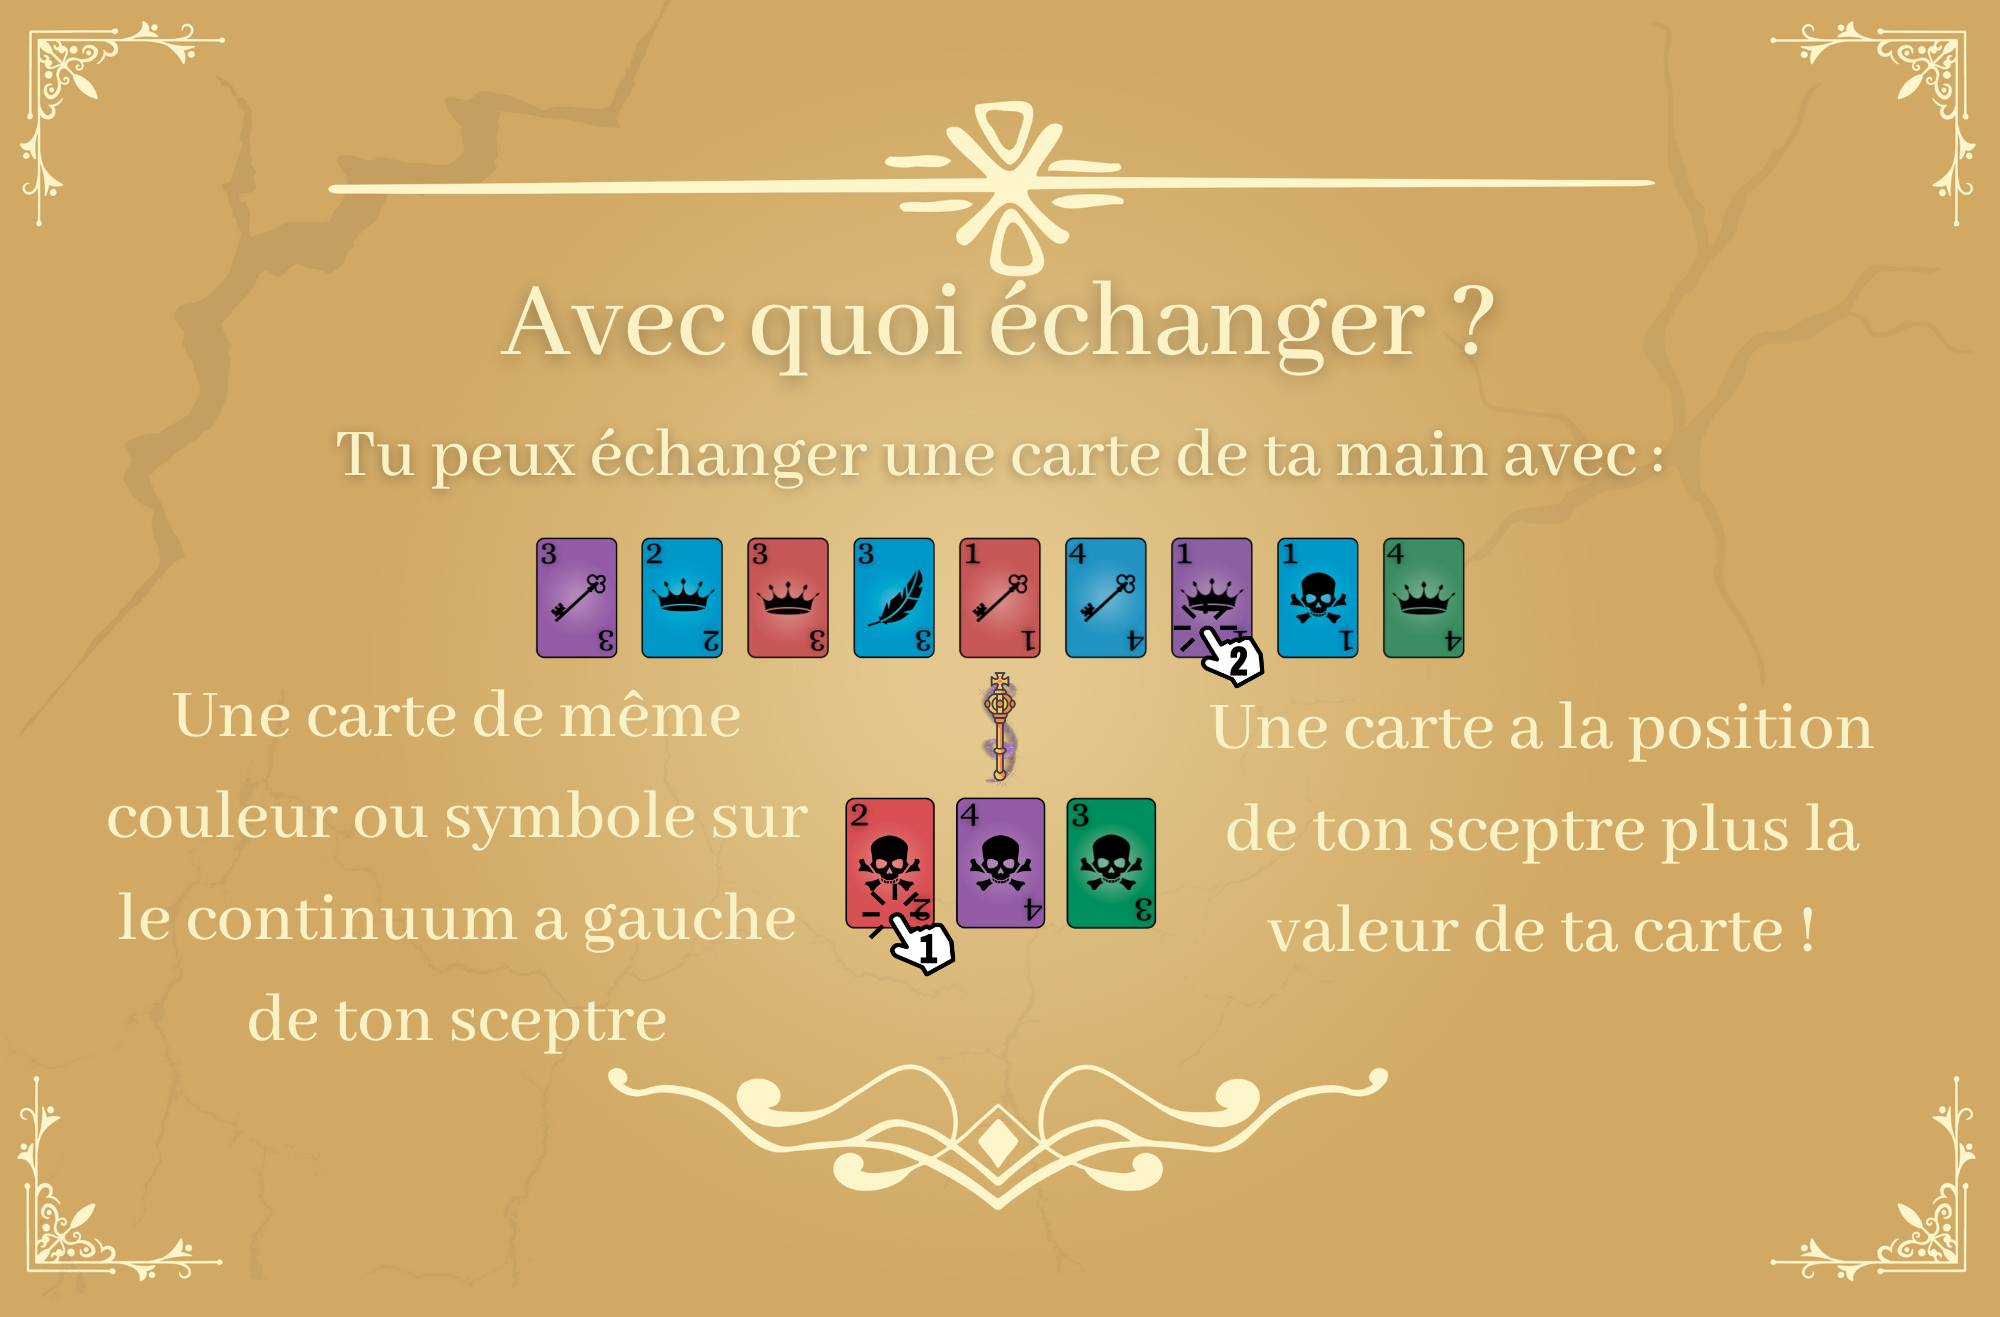 Avec quoi échanger ?
Tu peux échanger une carte de ta main avec :
3 2 3 3 1 4 1 1 4
3 2 3 3 1 4 1 1 4
2
Une carte de même
couleur ou symbole sur
le continuum a gauche
de ton sceptre
2 4 3
2 4 3
1
Une carte a la position
de ton sceptre plus la
valeur de ta carte !